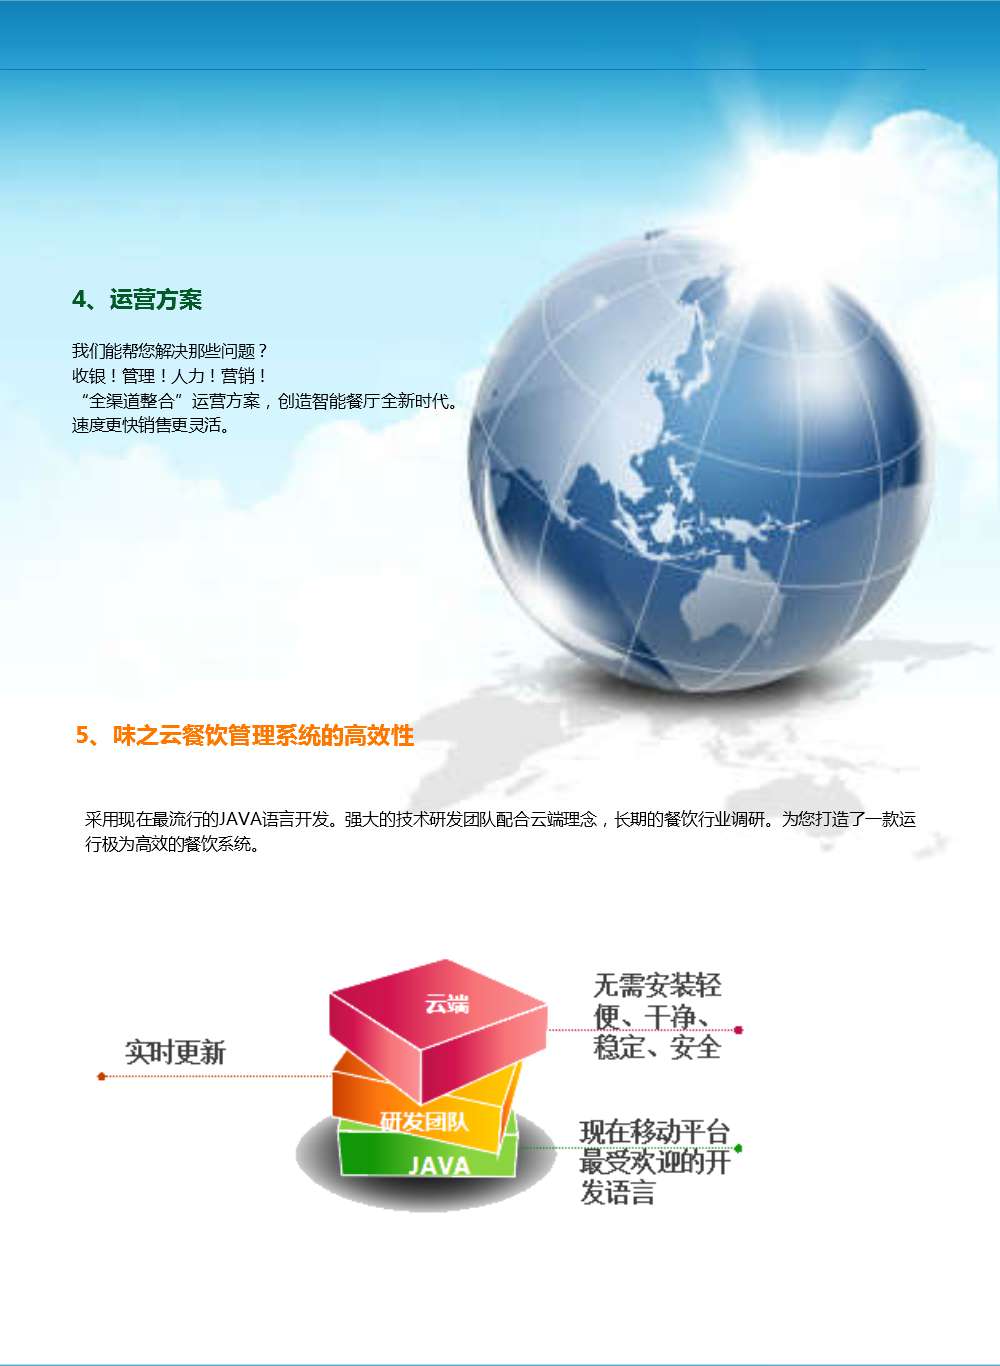 4、运营方案
我们能帮您解决那些问题？
收银！管理！人力！营销！
“全渠道整合”运营方案，创造智能餐厅全新时代。
速度更快销售更灵活。
5、味之云餐饮管理系统的高效性
采用现在最流行的JAVA语言开发。强大的技术研发团队配合云端理念，长期的餐饮行业调研。为您打造了一款运
行极为高效的餐饮系统。
云端
无需安装轻
便、干净、
稳定、安全
实时更新
研发团队
JAVA
现在移动平台
最受欢迎的开
发语言